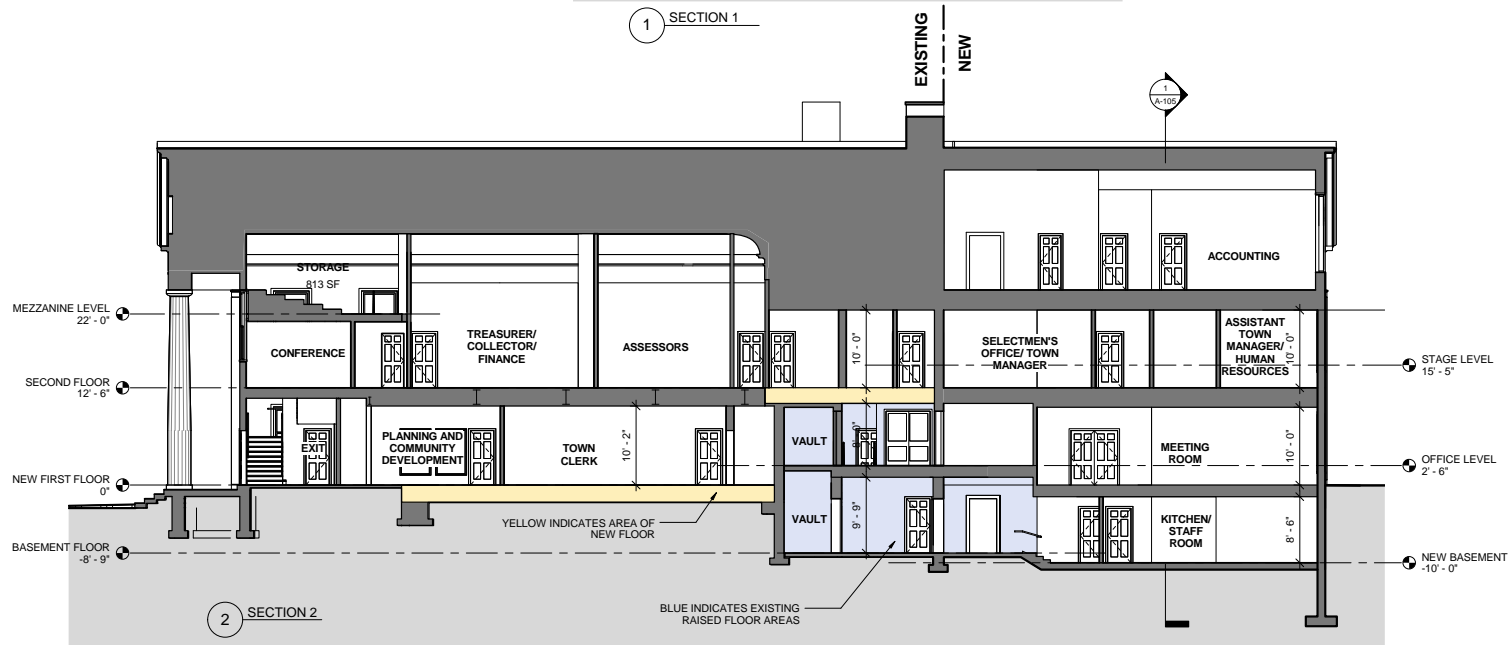 1 SECTION 1
EXISTING
NEW
1
A-105
STORAGE
813 SF
ACCOUNTING
MEZZANINE LEVEL
22' - 0"
CONFERENCE
TREASURER/
COLLECTOR/
FINANCE
ASSESSORS
10' - 0"
SELECTMEN'S
OFFICE/ TOWN
MANAGER
ASSISTANT
TOWN
MANAGER/
HUMAN
RESOURCES
10' - 0"
STAGE LEVEL
15' - 5"
SECOND FLOOR
12' - 6"
EXIT
PLANNING AND
COMMUNITY
DEVELOPMENT
TOWN
CLERK
10' - 2"
VAULT
8' - 0"
MEETING
ROOM
10' - 0"
OFFICE LEVEL
2' - 6"
NEW FIRST FLOOR
0"
YELLOW INDICATES AREA OF
NEW FLOOR
VAULT
9' - 9"
KITCHEN/
STAFF
ROOM
8' - 6"
BASEMENT FLOOR
-8' - 9"
NEW BASEMENT
-10' - 0"
BLUE INDICATES EXISTING
RAISED FLOOR AREAS
2 SECTION 2